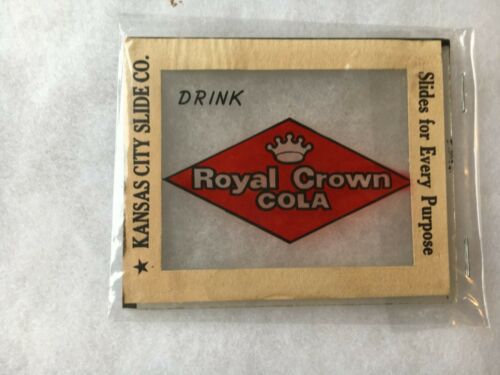 ★ KANSAS CITY SLIDE CO.
DRINK
Royal Crown
COLA
Slides for Every Purpose